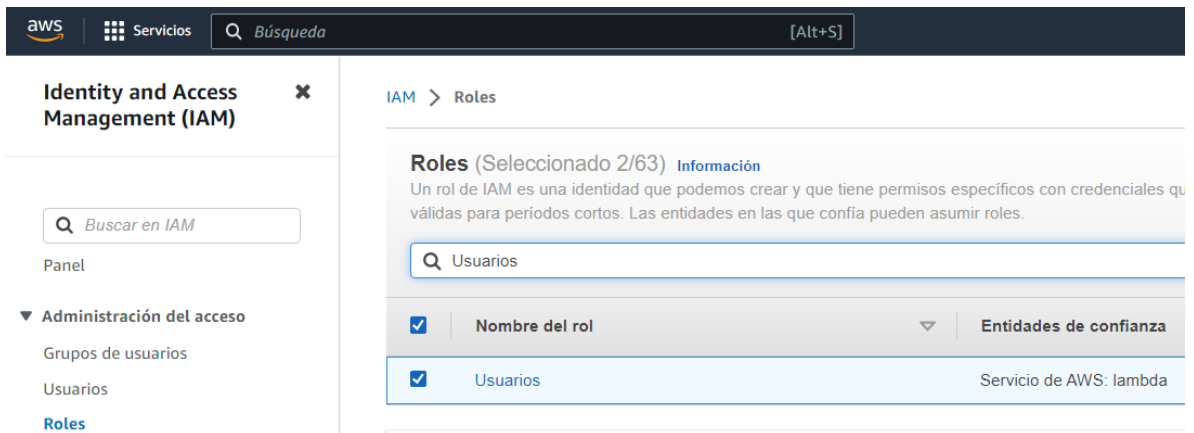 aws Servicios Búsqueda [Alt+S]
Identity and Access
Management (IAM)
Buscar en IAM
Panel
Administración del acceso
Grupos de usuarios
Usuarios
Roles
IAM > Roles
Roles (Seleccionado 2/63) Información
Un rol de IAM es una identidad que podemos crear y que tiene permisos específicos con credenciales qu
válidas para períodos cortos. Las entidades en las que confía pueden asumir roles.
Usuarios
Nombre del rol Entidades de confianza
Usuarios Servicio de AWS: lambda